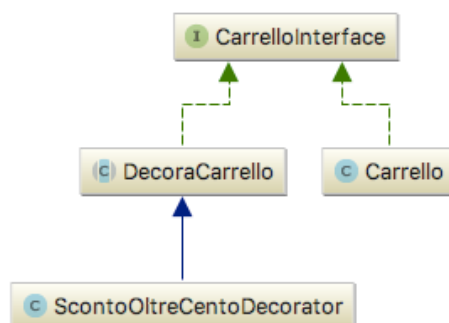 I CarrelloInterface
C DecoraCarrello
C Carrello
C ScontoOltreCentoDecorator